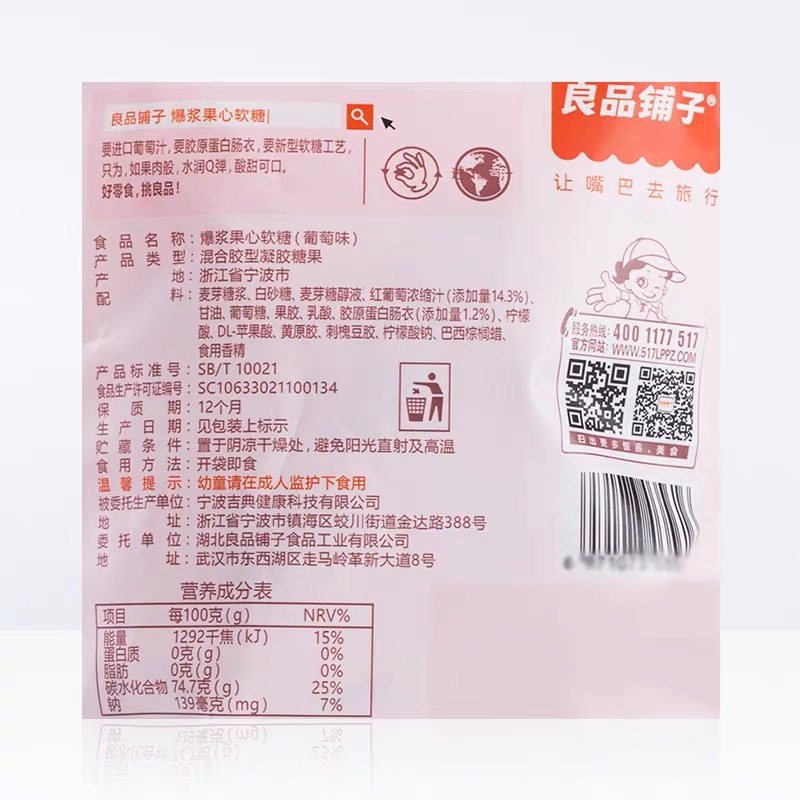 良品铺子 爆浆果心软糖
要进口葡萄汁，要胶原蛋白肠衣，要新型软糖工艺，
只为，如果肉般，水润Q弹，酸甜可口。
好零食，挑良品！
良品铺子®
让嘴巴去旅行
食品名称：爆浆果心软糖(葡萄味)
产品类型：混合胶型凝胶糖果
产地：浙江省宁波市
配料：麦芽糖浆、白砂糖、麦芽糖醇液、红葡萄浓缩汁(添加量14.3%)、
甘油、葡萄糖、果胶、乳酸、胶原蛋白肠衣(添加量1.2%)、柠檬
酸、DL-苹果酸、黄原胶、刺槐豆胶、柠檬酸钠、巴西棕榈蜡、
食用香精
产品标准号：SB/T 10021
食品生产许可证编号：SC10633021100134
保质期：12个月
生产日期：见包装上标示
贮藏条件：置于阴凉干燥处，避免阳光直射及高温
食用方法：开袋即食
温馨提示：幼童请在成人监护下食用
被委托生产单位：宁波吉典健康科技有限公司
地址：浙江省宁波市镇海区蛟川街道金达路388号
委托单位：湖北良品铺子食品工业有限公司
地址：武汉市东西湖区走马岭革新大道8号
服务热线：400 1177 517
官方网站：WWW.517LPPZ.COM
扫出更多惊喜、美食
营养成分表
项目 每100克(g) NRV%
能量 1292千焦(kJ) 15%
蛋白质 0克(g) 0%
脂肪 0克(g) 0%
碳水化合物 74.7克(g) 25%
钠 139毫克(mg) 7%